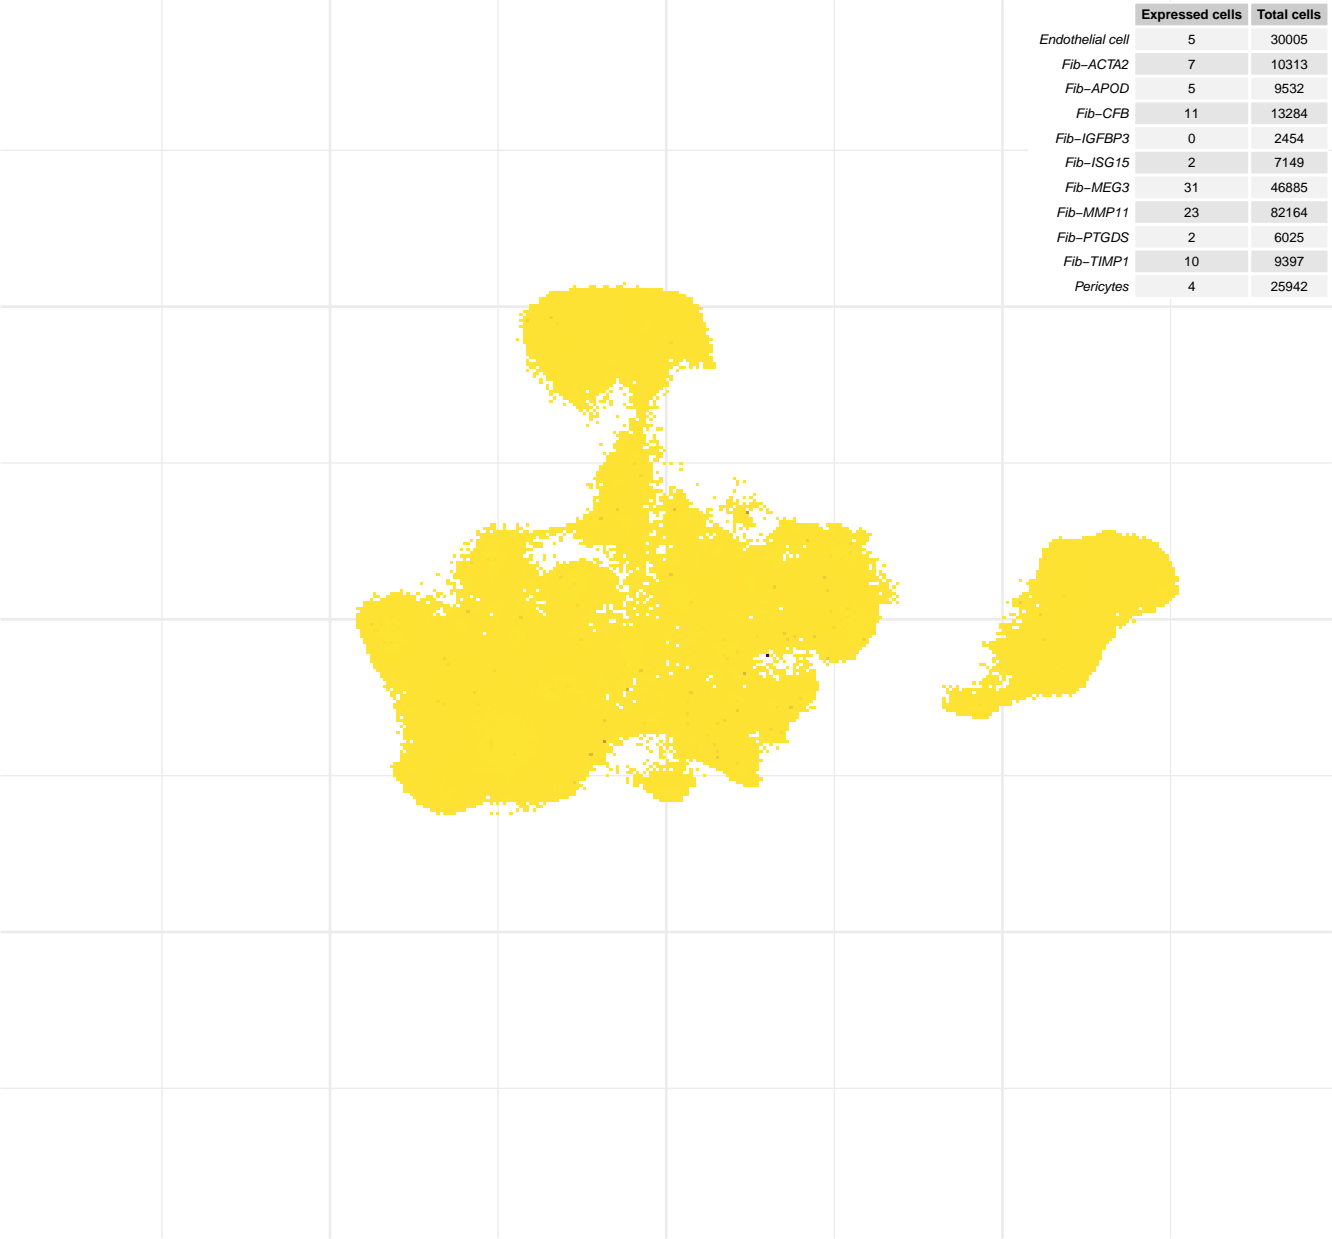 Expressed cells Total cells
Endothelial cell 5 30005
Fib−ACTA2 7 10313
Fib−APOD 5 9532
Fib−CFB 11 13284
Fib−IGFBP3 0 2454
Fib−ISG15 2 7149
Fib−MEG3 31 46885
Fib−MMP11 23 82164
Fib−PTGDS 2 6025
Fib−TIMP1 10 9397
Pericytes 4 25942